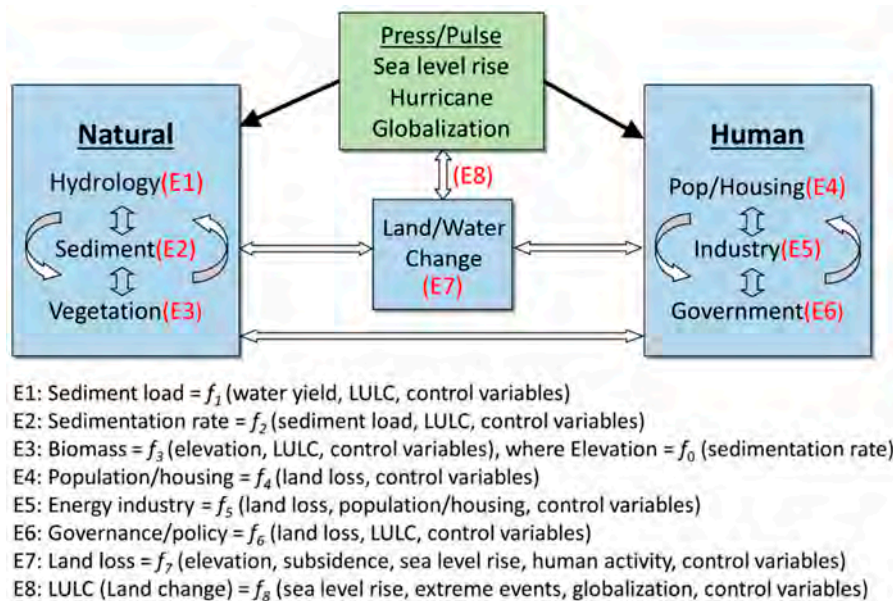 Press/Pulse
Sea level rise
Hurricane
Globalization
Natural
Hydrology(E1)
Sediment(E2)
Vegetation(E3)
(E8)
Land/Water
Change
(E7)
Human
Pop/Housing(E4)
Industry(E5)
Government(E6)
E1: Sediment load = f1 (water yield, LULC, control variables)
E2: Sedimentation rate = f2 (sediment load, LULC, control variables)
E3: Biomass = f3 (elevation, LULC, control variables), where Elevation = f0 (sedimentation rate)
E4: Population/housing = f4 (land loss, control variables)
E5: Energy industry = f5 (land loss, population/housing, control variables)
E6: Governance/policy = f6 (land loss, LULC, control variables)
E7: Land loss = f7 (elevation, subsidence, sea level rise, human activity, control variables)
E8: LULC (Land change) = f8 (sea level rise, extreme events, globalization, control variables)